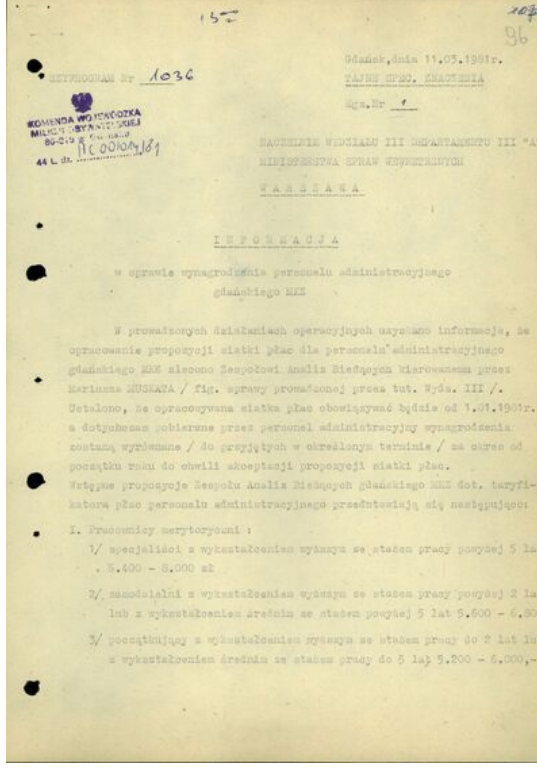 15
96
Gdańsk, dnia 11.03.1981r.
SZYFROGRAM Nr 1036
TAJNE SPEC. ZNACZENIA
Egz. Nr 1
KOMENDA WOJEWÓDZKA
MILICJI OBYWATELSKIEJ
44 L. dz.
NACZELNIK WYDZIAŁU III DEPARTAMENTU III "A
MINISTERSTWA SPRAW WEWNĘTRZNYCH
W A R S Z A W A
I N F O R M A C J A
w sprawie wynagrodzenia personelu administracyjnego
gdańskiego MKZ
W prowadzonych działaniach operacyjnych uzyskano informacje, że
opracowanie propozycji siatki płac dla personelu administracyjnego
gdańskiego MKZ zlecono Zespołowi Analiz Bieżących kierowanemu przez
Mariusza MUSKATA / fig. sprawy prowadzonej przez tut. Wydz. III /.
Ustalono, że opracowywana siatka płac obowiązywać będzie od 1.01.1981r.
a dotychczas pobierane przez personel administracyjny wynagrodzenia
zostaną wyrównane / do przyjętych w określonym terminie / za okres od
początku roku do chwili akceptacji propozycji siatki płac.
Wstępne propozycje Zespołu Analiz Bieżących gdańskiego MKZ dot. taryfi-
katora płac personelu administracyjnego przedstawiają się następująco:
I. Pracownicy merytoryczni :
1/ specjaliści z wykształceniem wyższym ze stażem pracy powyżej 5 la
6.400 - 8.000 zł
2/ samodzielni z wykształceniem wyższym ze stażem pracy powyżej 2 la
lub z wykształceniem średnim ze stażem powyżej 5 lat 5.600 - 6.80
3/ początkujący z wykształceniem wyższym ze stażem pracy do 2 lat lu
z wykształceniem średnim ze stażem pracy do 5 lat 5.200 - 6.000,-